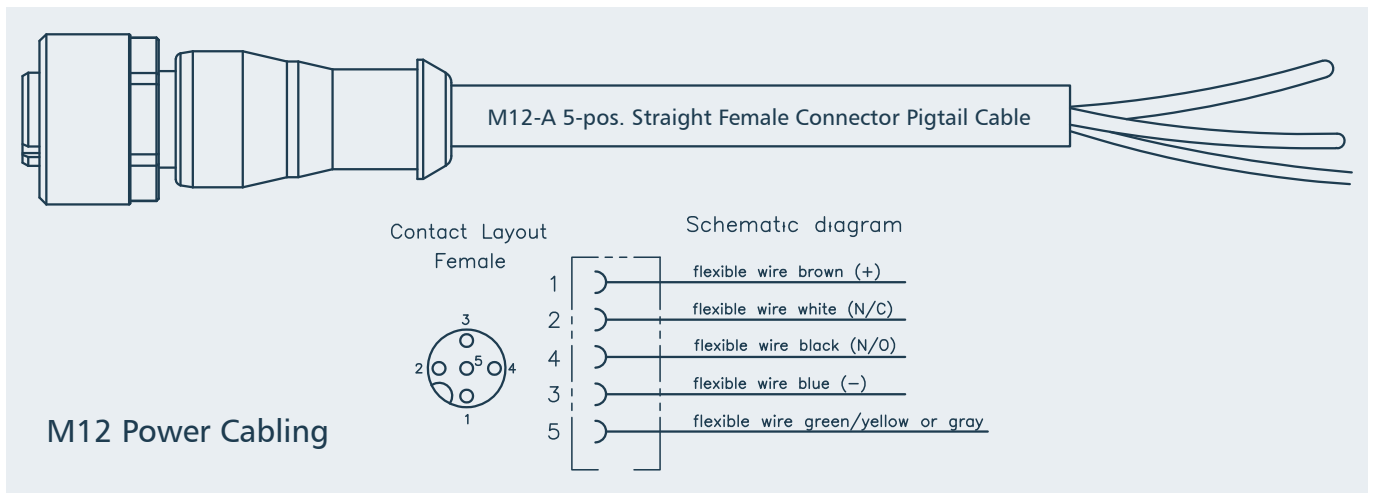 M12-A 5-pos. Straight Female Connector Pigtail Cable
Contact Layout
Female
3
2
5
4
1
Schematic diagram
1 flexible wire brown (+)
2 flexible wire white (N/C)
4 flexible wire black (N/O)
3 flexible wire blue (−)
5 flexible wire green/yellow or gray
M12 Power Cabling